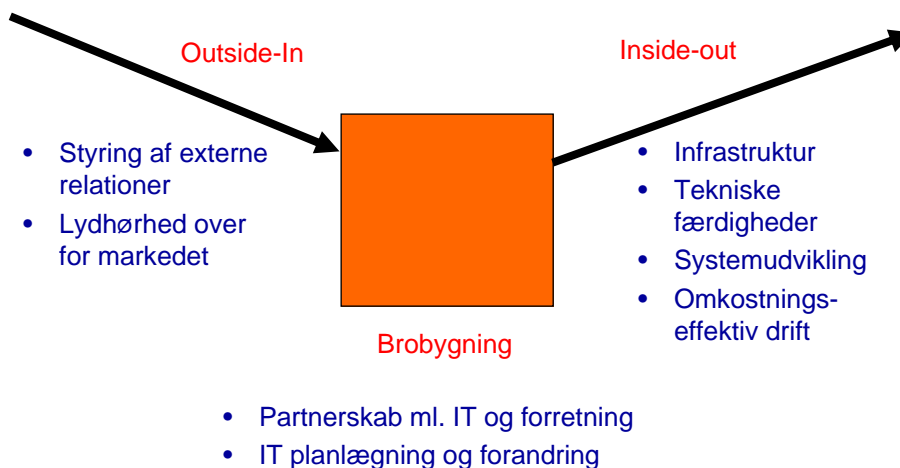 Outside-In
Inside-out
• Styring af externe
relationer
• Lydhørhed over
for markedet
• Infrastruktur
• Tekniske
færdigheder
• Systemudvikling
• Omkostnings-
effektiv drift
Brobygning
• Partnerskab ml. IT og forretning
• IT planlægning og forandring